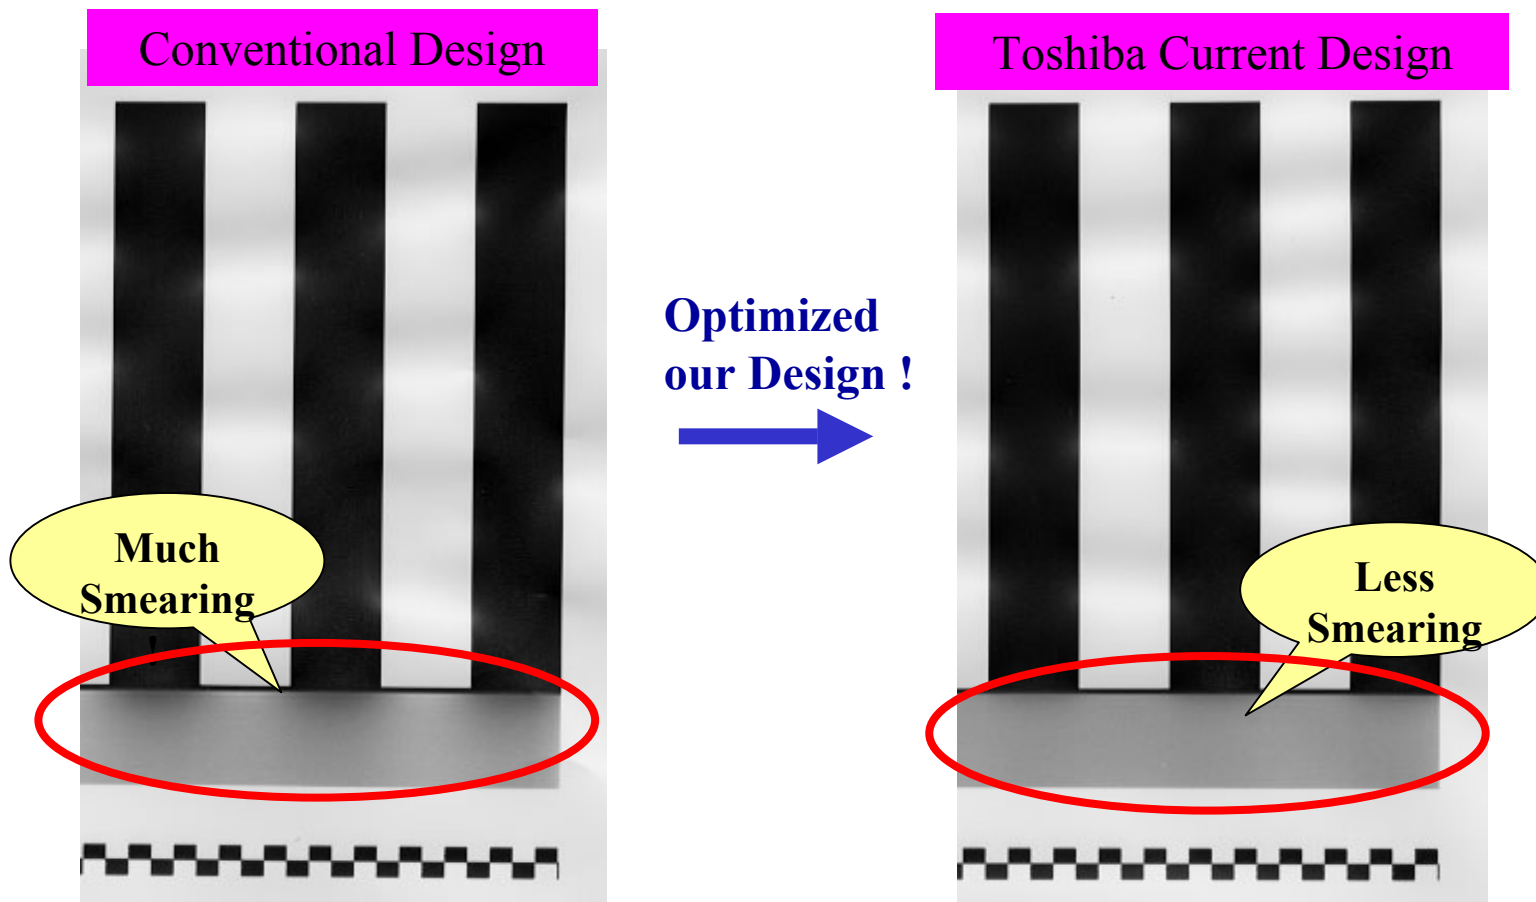 Conventional Design
Toshiba Current Design
Optimized
our Design !
Much
Smearing
!
Less
Smearing